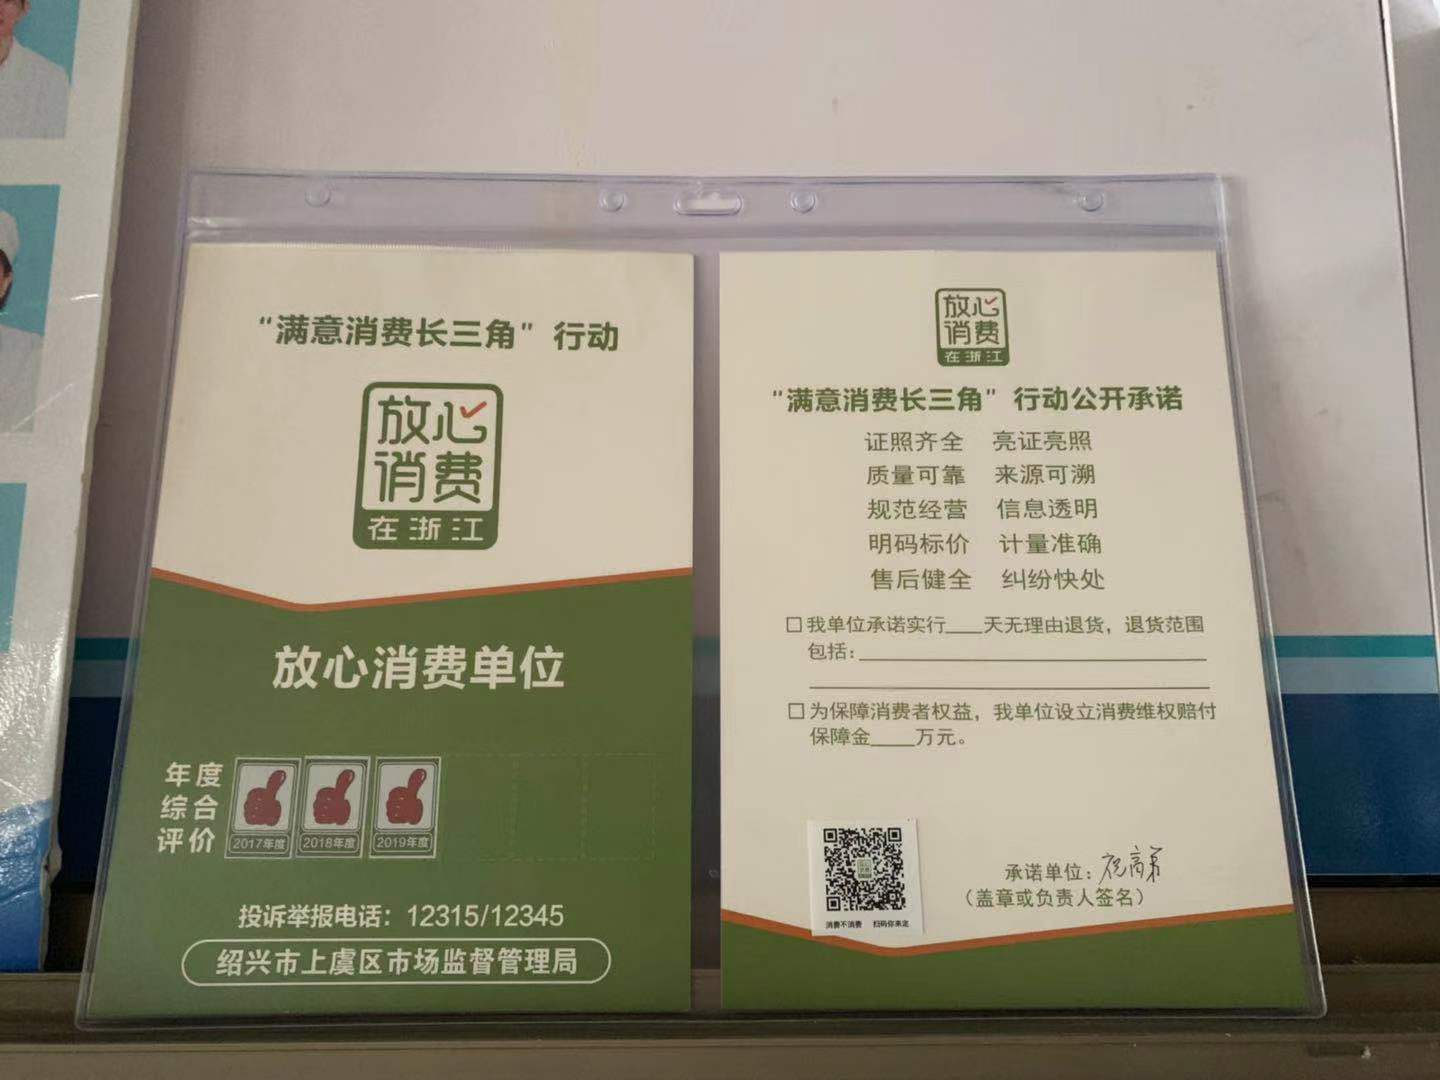 “满意消费长三角”行动
放心
消费
在浙江
放心消费单位
年度
综合
评价
2017年度
2018年度
2019年度
投诉举报电话：12315/12345
绍兴市上虞区市场监督管理局
放心
消费
在浙江
“满意消费长三角”行动公开承诺
证照齐全 亮证亮照
质量可靠 来源可溯
规范经营 信息透明
明码标价 计量准确
售后健全 纠纷快处
□我单位承诺实行____天无理由退货，退货范围
包括：
□为保障消费者权益，我单位设立消费维权赔付
保障金____万元。
消费不消费 扫码你来定
承诺单位：
（盖章或负责人签名）